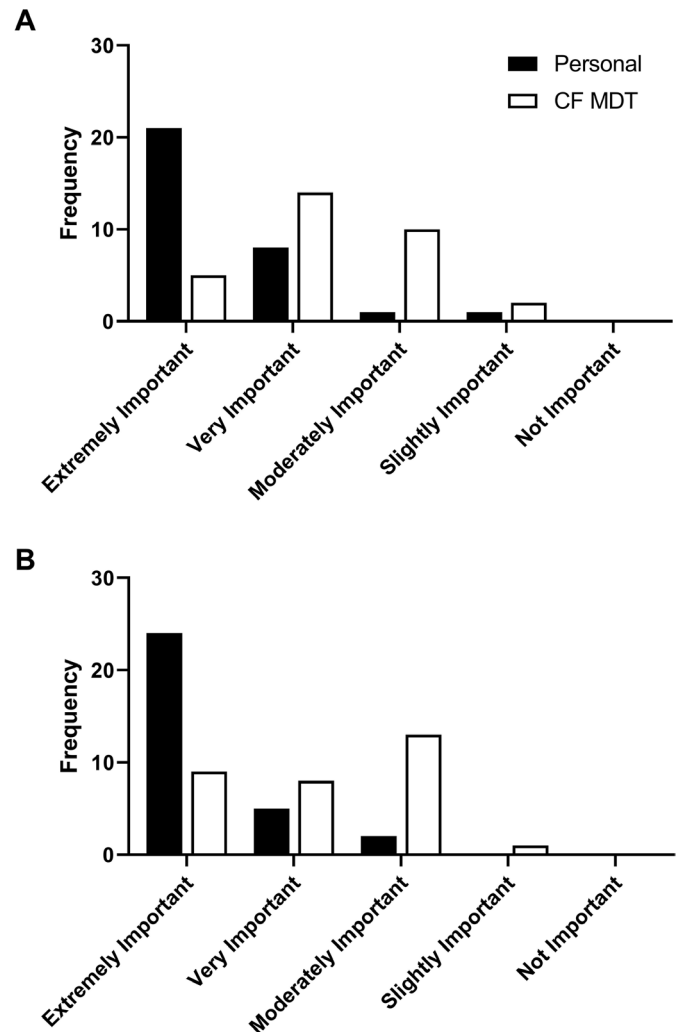 A
30
20
10
0
Frequency
Personal
CF MDT
Extremely Important
Very Important
Moderately Important
Slightly Important
Not Important
B
30
20
10
0
Frequency
Extremely Important
Very Important
Moderately Important
Slightly Important
Not Important